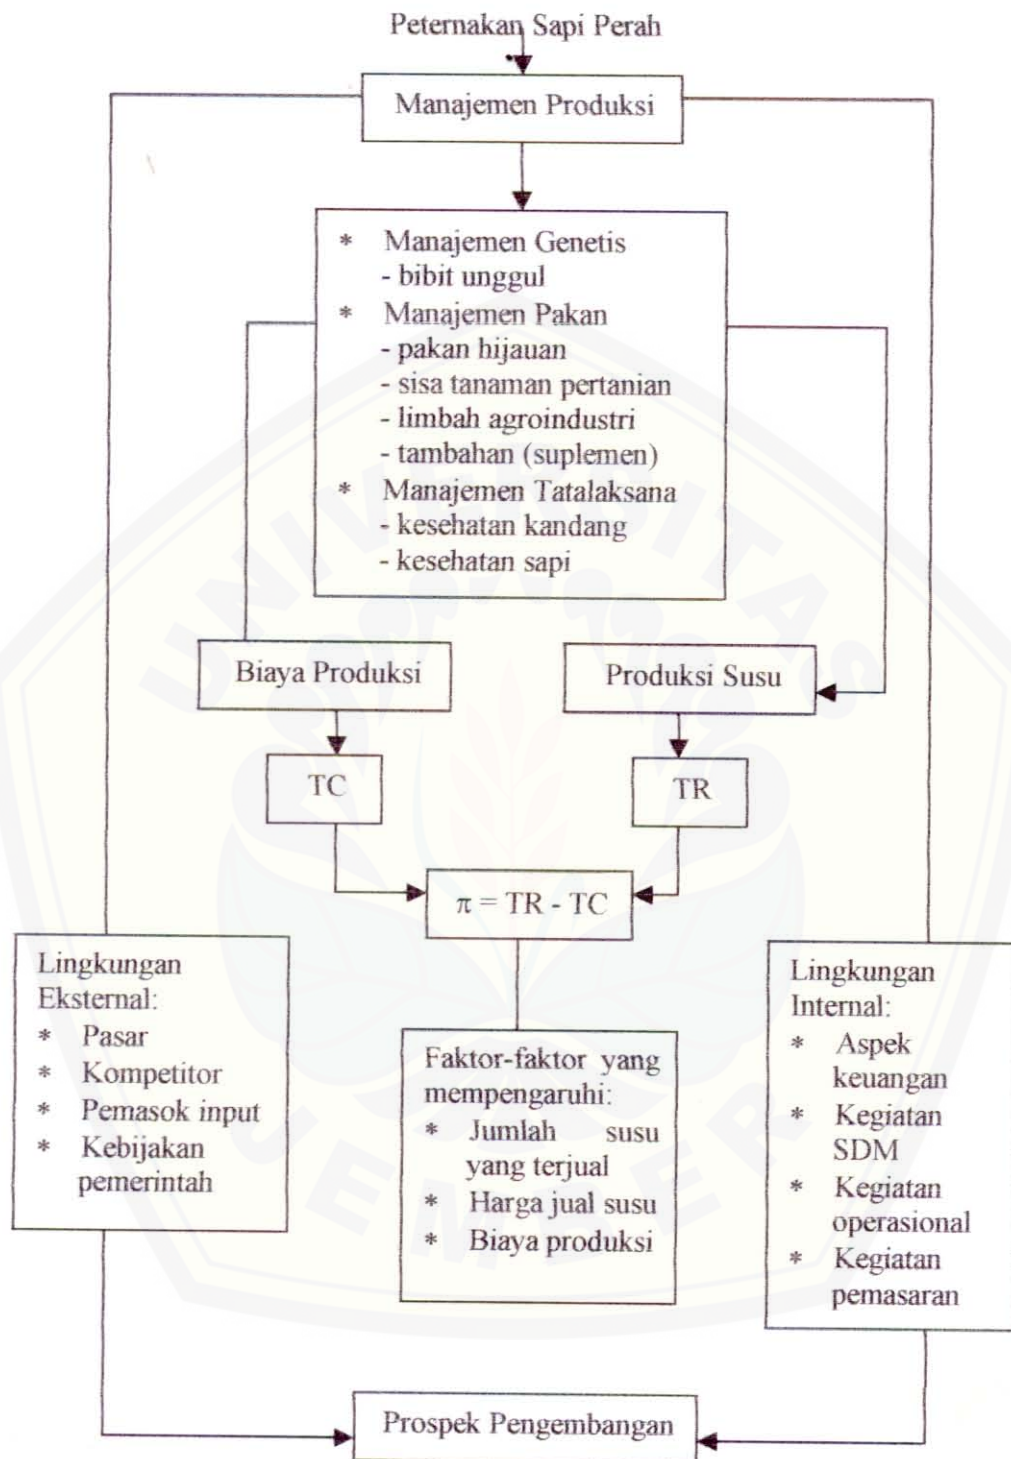 Peternakan Sapi Perah
Manajemen Produksi
* Manajemen Genetis
- bibit unggul
* Manajemen Pakan
- pakan hijauan
- sisa tanaman pertanian
- limbah agroindustri
- tambahan (suplemen)
* Manajemen Tatalaksana
- kesehatan kandang
- kesehatan sapi
Biaya Produksi
Produksi Susu
TC
TR
π = TR - TC
Lingkungan
Eksternal:
* Pasar
* Kompetitor
* Pemasok input
* Kebijakan
pemerintah
Faktor-faktor yang
mempengaruhi:
* Jumlah susu
yang terjual
* Harga jual susu
* Biaya produksi
Lingkungan
Internal:
* Aspek
keuangan
* Kegiatan
SDM
* Kegiatan
operasional
* Kegiatan
pemasaran
Prospek Pengembangan
UNIVERSITAS
JEMBER